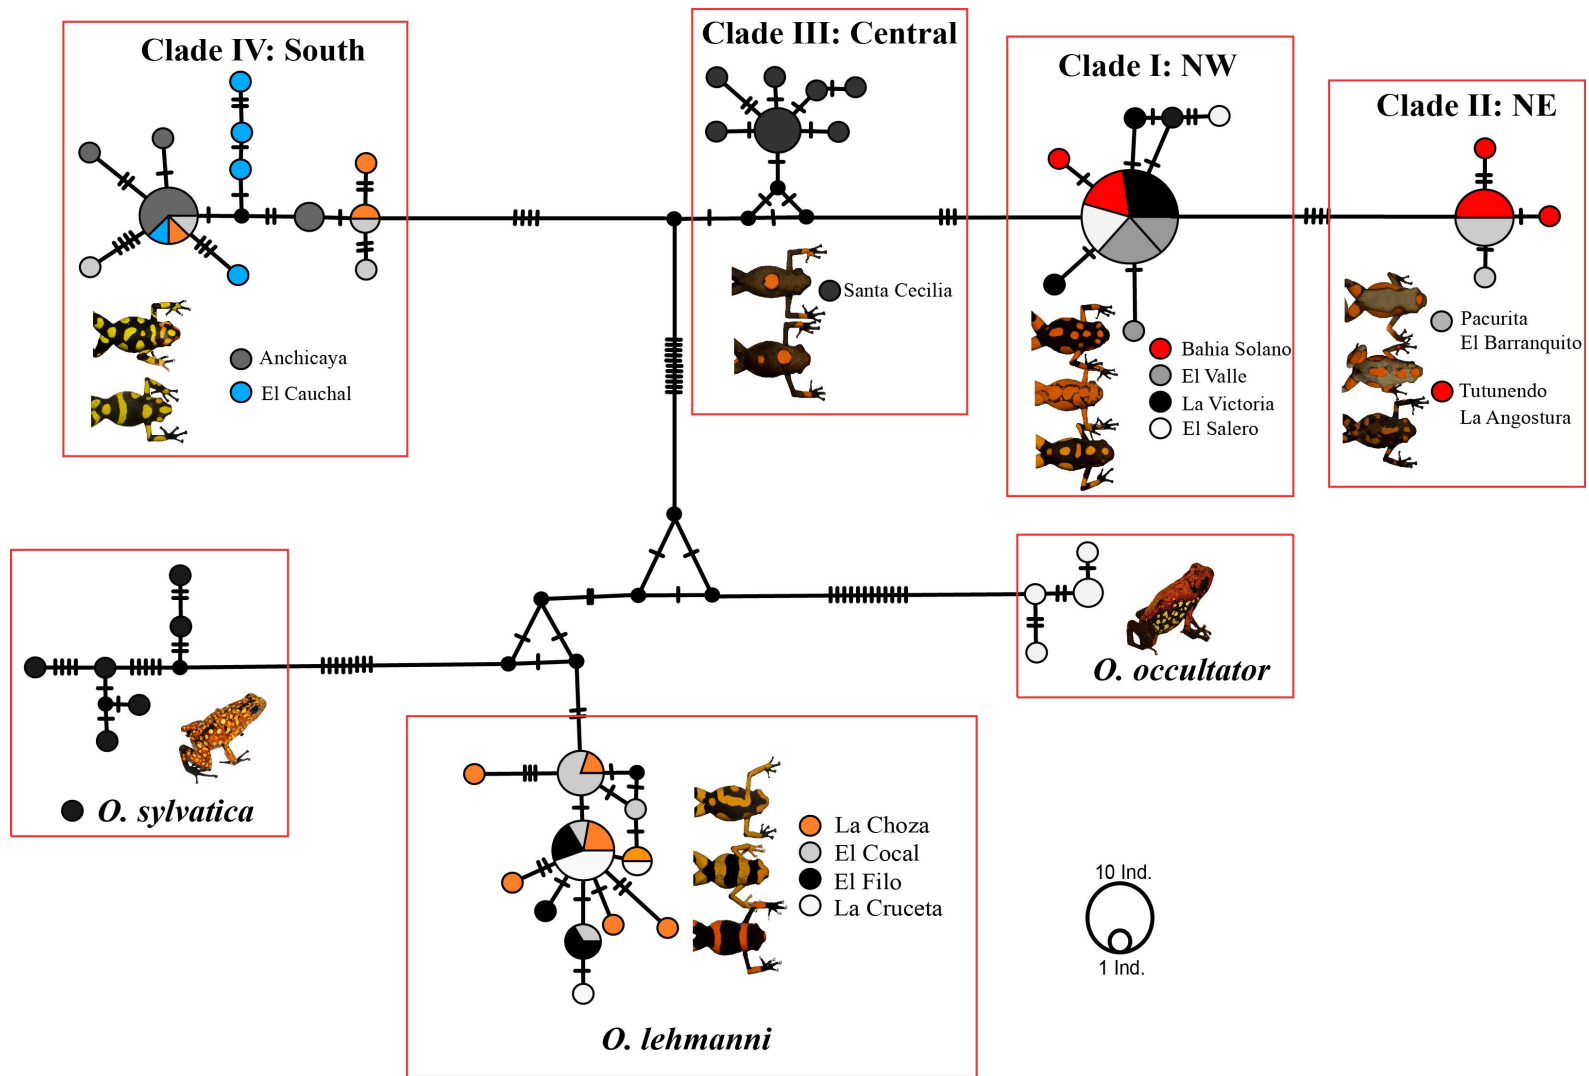 Clade IV: South
Anchicaya
El Cauchal
Clade III: Central
Santa Cecilia
Clade I: NW
Bahia Solano
El Valle
La Victoria
El Salero
Clade II: NE
Pacurita
El Barranquito
Tutunendo
La Angostura
O. sylvatica
O. occultator
La Choza
El Cocal
El Filo
La Cruceta
O. lehmanni
10 Ind.
1 Ind.